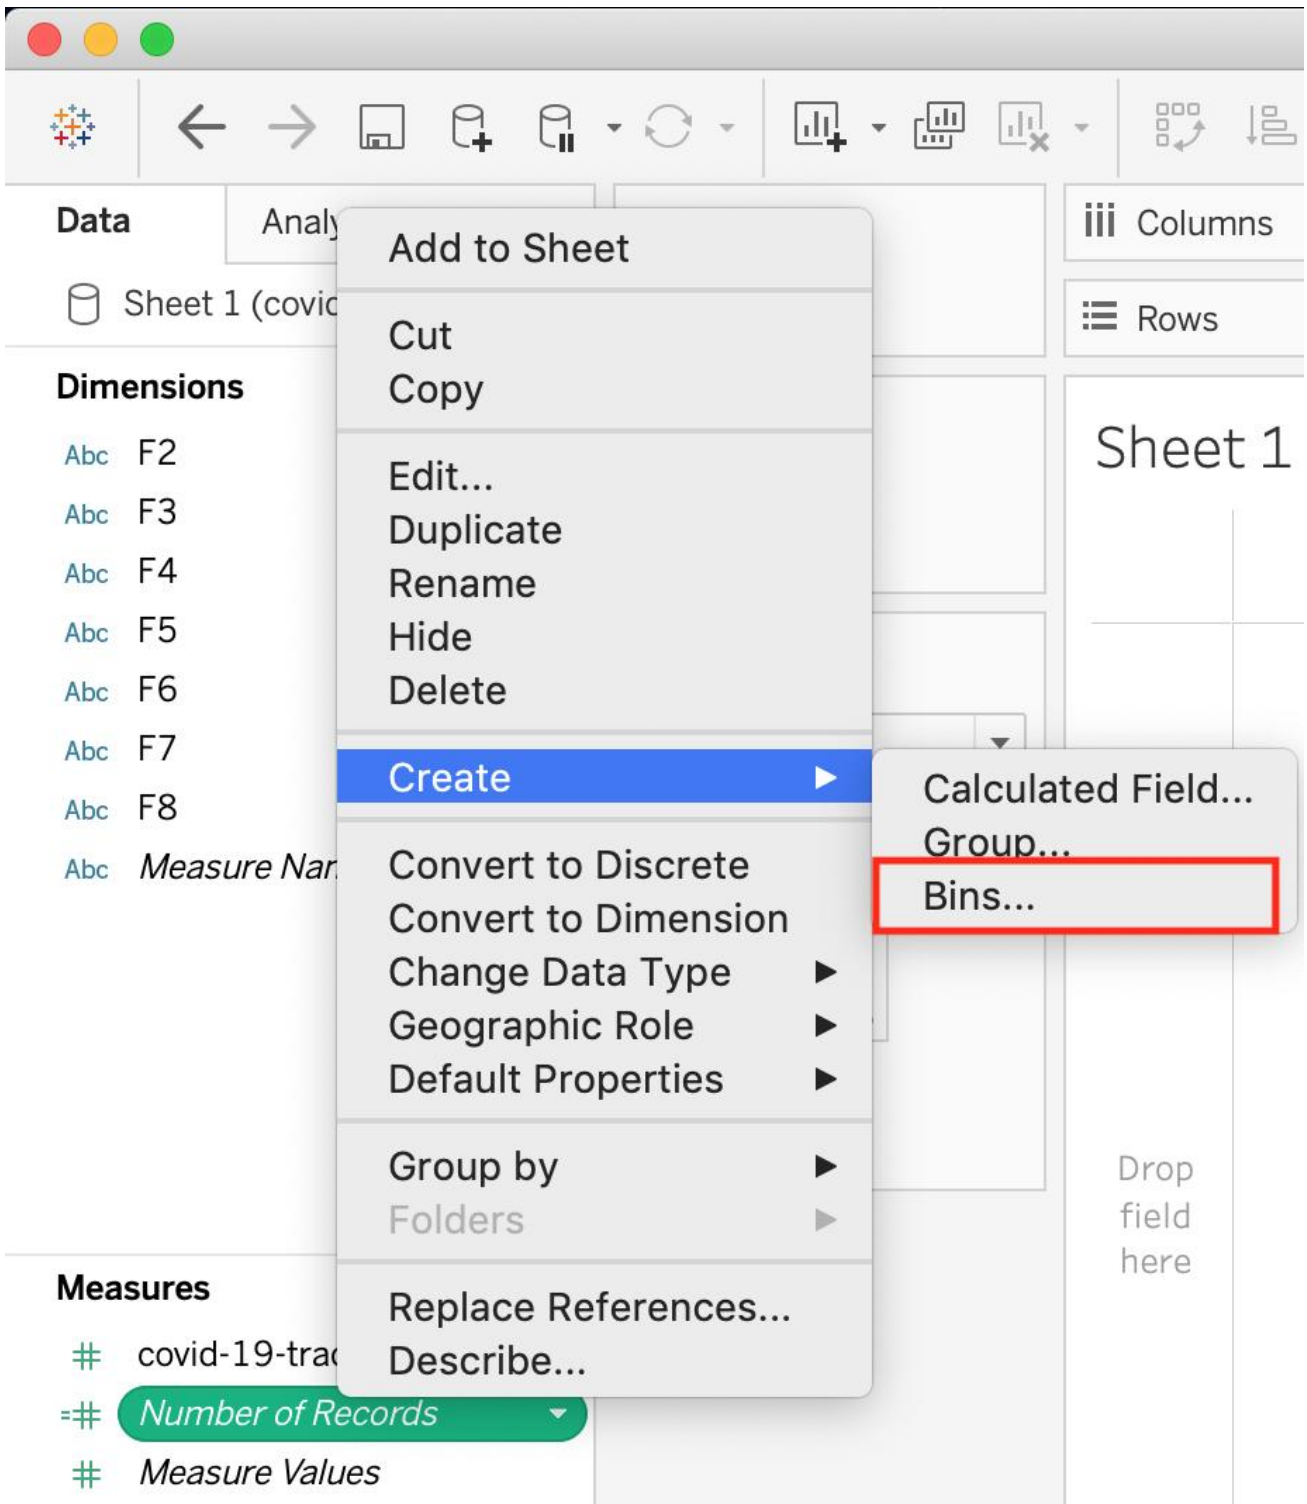 Data
Analy
Sheet 1 (covid
Dimensions
Abc F2
Abc F3
Abc F4
Abc F5
Abc F6
Abc F7
Abc F8
Abc Measure Nam
Measures
covid-19-trac
Number of Records
Measure Values
Add to Sheet
Cut
Copy
Edit...
Duplicate
Rename
Hide
Delete
Create
Convert to Discrete
Convert to Dimension
Change Data Type
Geographic Role
Default Properties
Group by
Folders
Replace References...
Describe...
Calculated Field...
Group...
Bins...
Columns
Rows
Sheet 1
Drop
field
here